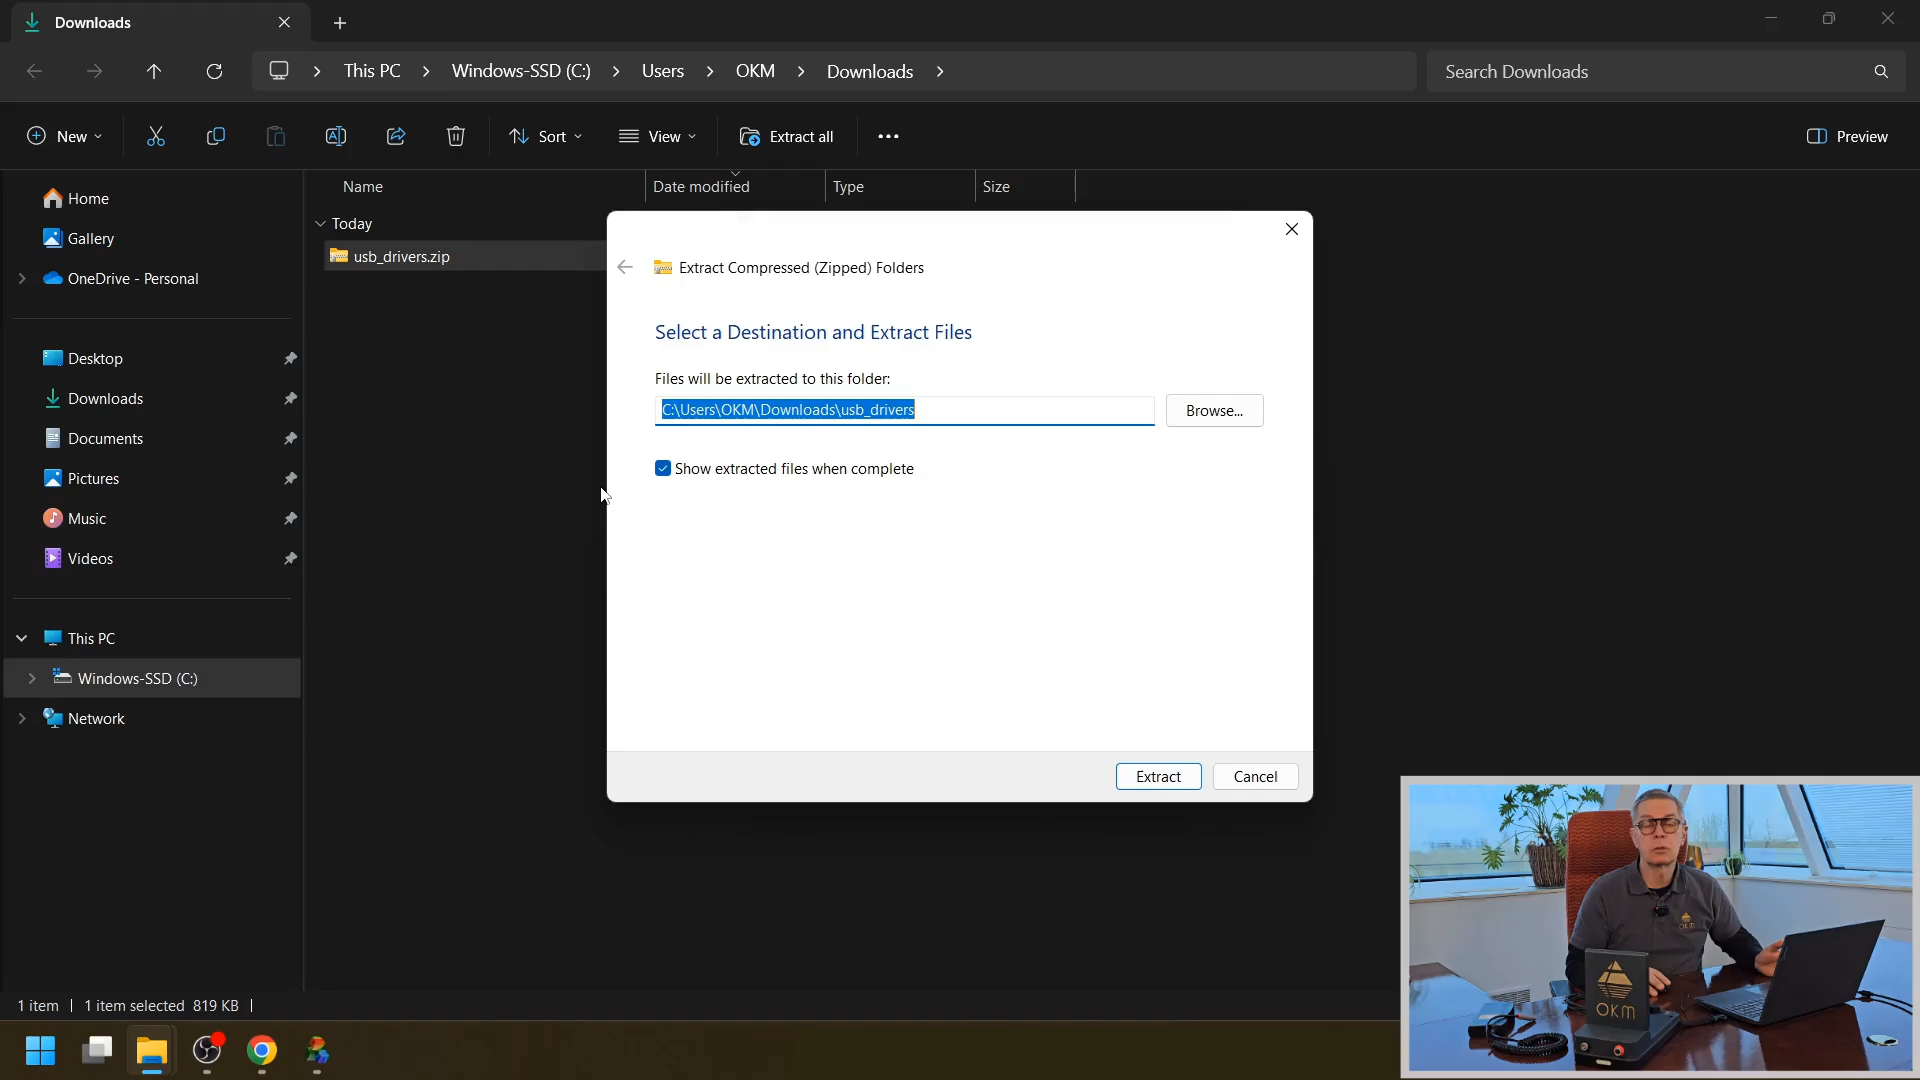 Downloads
This PC > Windows-SSD (C:) > Users > OKM > Downloads >
Search Downloads
New
Sort
View
Extract all
Preview
Name
Date modified
Type
Size
Home
Gallery
OneDrive - Personal
Desktop
Downloads
Documents
Pictures
Music
Videos
This PC
Windows-SSD (C:)
Network
Today
usb_drivers.zip
Extract Compressed (Zipped) Folders
Select a Destination and Extract Files
Files will be extracted to this folder:
C:\Users\OKM\Downloads\usb_drivers
Browse...
Show extracted files when complete
Extract
Cancel
1 item
1 item selected 819 KB
OKM
OKM